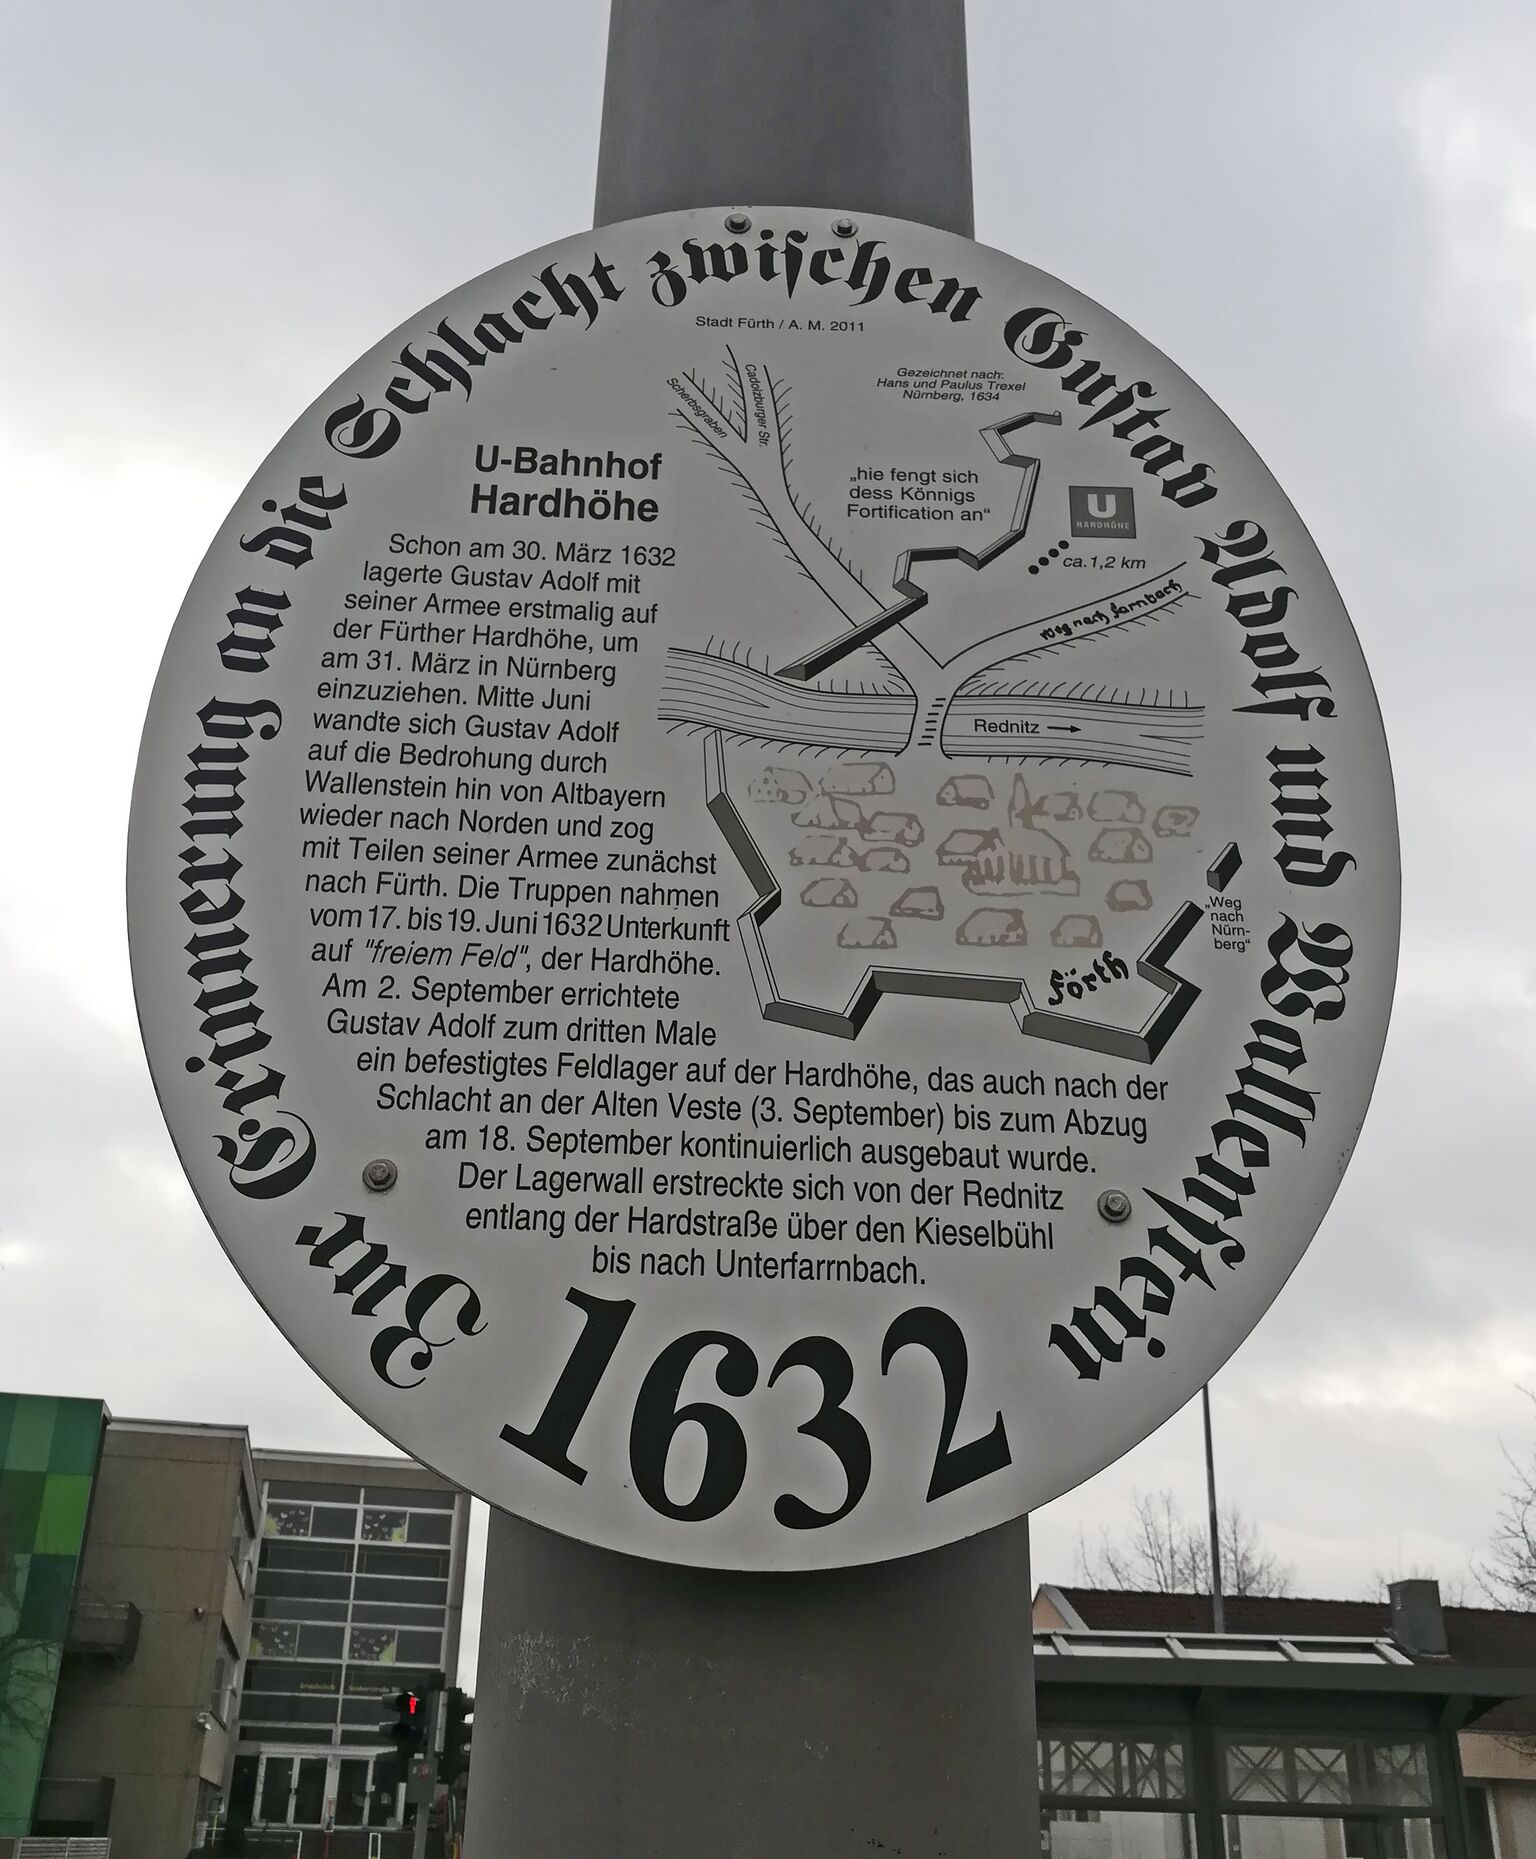 Zur Erinnerung an die Schlacht zwischen Gustav Adolf und Wallenstein
Stadt Fürth / A. M. 2011
Gezeichnet nach:
Hans und Paulus Trexel
Nürnberg, 1634
Scherbsgraben
Cadolzburger Str.
„hie fengt sich
dess Könnigs
Fortification an“
U
HARDHÖHE
ca.1,2 km
Weg nach farnbach
Rednitz
„Weg
nach
Nürn-
berg“
förth
U-Bahnhof
Hardhöhe
Schon am 30. März 1632
lagerte Gustav Adolf mit
seiner Armee erstmalig auf
der Fürther Hardhöhe, um
am 31. März in Nürnberg
einzuziehen. Mitte Juni
wandte sich Gustav Adolf
auf die Bedrohung durch
Wallenstein hin von Altbayern
wieder nach Norden und zog
mit Teilen seiner Armee zunächst
nach Fürth. Die Truppen nahmen
vom 17. bis 19. Juni 1632 Unterkunft
auf "freiem Feld", der Hardhöhe.
Am 2. September errichtete
Gustav Adolf zum dritten Male
ein befestigtes Feldlager auf der Hardhöhe, das auch nach der
Schlacht an der Alten Veste (3. September) bis zum Abzug
am 18. September kontinuierlich ausgebaut wurde.
Der Lagerwall erstreckte sich von der Rednitz
entlang der Hardstraße über den Kieselbühl
bis nach Unterfarrnbach.
1632